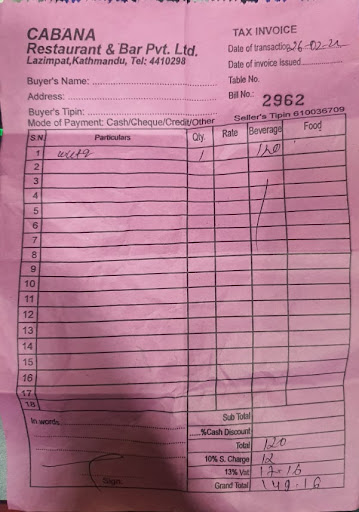 CABANA
Restaurant & Bar Pvt. Ltd.
Lazimpat,Kathmandu, Tel: 4410298
TAX INVOICE
Date of transaction 26-02-
Date of invoice Issued
Buyer's Name:
Table No.
Address:
Bill No.: 2962
Buyer's Tipin:
Seller's Tipin 610036709
Mode of Payment: Cash/Cheque/Credit/Other
S.N Particulars Qty. Rate Beverage Food
1 1 120
2
3
4
5
6
7
8
9
10
11
12
13
14
15
16
17
18
In words
Sub Total
%Cash Discount
Total 120
10% S. Charge 12
13% Vat 17-16
Sign. Grand Total 149-16